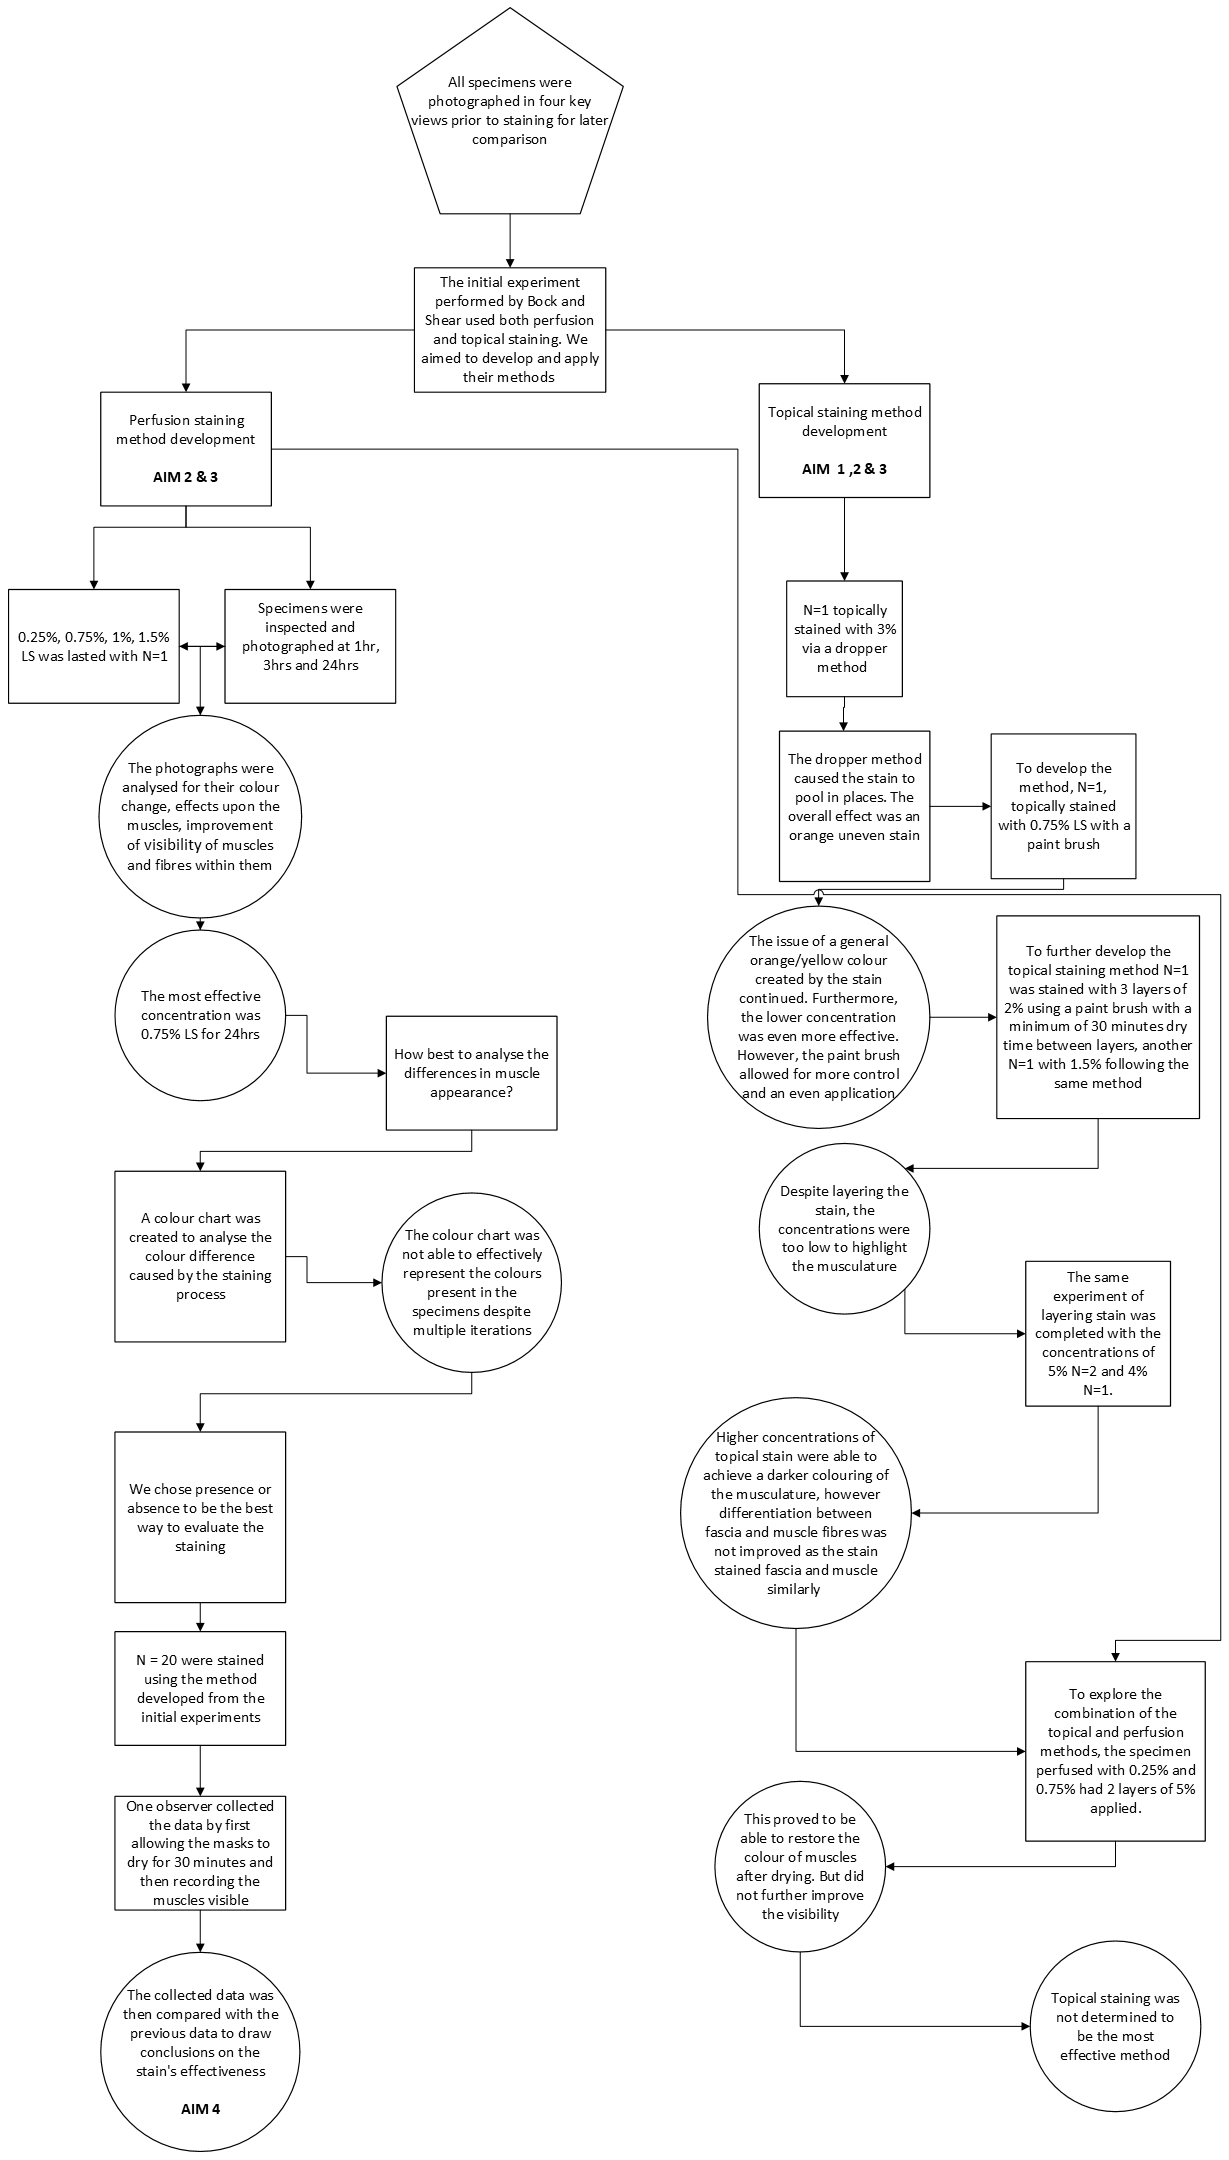 All specimens were
photographed in four key
views prior to staining for later
comparison
The initial experiment
performed by Bock and
Shear used both perfusion
and topical staining. We
aimed to develop and apply
their methods
Perfusion staining
method development
AIM 2 & 3
Topical staining method
development
AIM  1 ,2 & 3
0.25%, 0.75%, 1%, 1.5%
LS was lasted with N=1
Specimens were
inspected and
photographed at 1hr,
3hrs and 24hrs
N=1 topically
stained with 3%
via a dropper
method
The photographs were
analysed for their colour
change, effects upon the
muscles, improvement
of visibility of muscles
and fibres within them
The dropper method
caused the stain to
pool in places. The
overall effect was an
orange uneven stain
To develop the
method, N=1,
topically stained
with 0.75% LS with a
paint brush
The most effective
concentration was
0.75% LS for 24hrs
The issue of a general
orange/yellow colour
created by the stain
continued. Furthermore,
the lower concentration
was even more effective.
However, the paint brush
allowed for more control
and an even application
To further develop the
topical staining method N=1
was stained with 3 layers of
2% using a paint brush with a
minimum of 30 minutes dry
time between layers, another
N=1 with 1.5% following the
same method
How best to analyse the
differences in muscle
appearance?
A colour chart was
created to analyse the
colour difference
caused by the staining
process
The colour chart was
not able to effectively
represent the colours
present in the
specimens despite
multiple iterations
Despite layering the
stain, the
concentrations were
too low to highlight
the musculature
The same
experiment of
layering stain was
completed with the
concentrations of
5% N=2 and 4%
N=1.
We chose presence or
absence to be the best
way to evaluate the
staining
Higher concentrations of
topical stain were able to
achieve a darker colouring of
the musculature, however
differentiation between
fascia and muscle fibres was
not improved as the stain
stained fascia and muscle
similarly
N = 20 were stained
using the method
developed from the
initial experiments
To explore the
combination of the
topical and perfusion
methods, the specimen
perfused with 0.25% and
0.75% had 2 layers of 5%
applied.
One observer collected
the data by first
allowing the masks to
dry for 30 minutes and
then recording the
muscles visible
This proved to be
able to restore the
colour of muscles
after drying. But did
not further improve
the visibility
The collected data was
then compared with the
previous data to draw
conclusions on the
stain's effectiveness
AIM 4
Topical staining was
not determined to
be the most
effective method